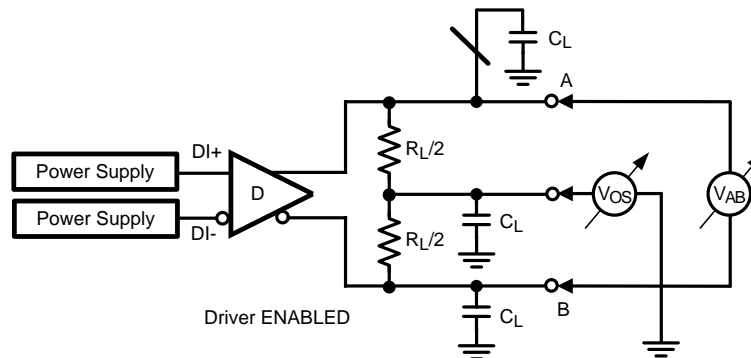 C_L
A
DI+
Power Supply
R_L/2
D
V_OS
V_AB
Power Supply
DI-
C_L
R_L/2
Driver ENABLED
C_L
B